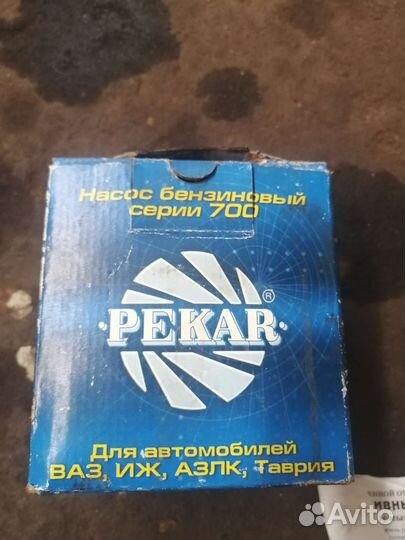 Насос бензиновый
серии 700
PEKAR®
Для автомобилей
ВАЗ, ИЖ, АЗЛК, Таврия
Avito